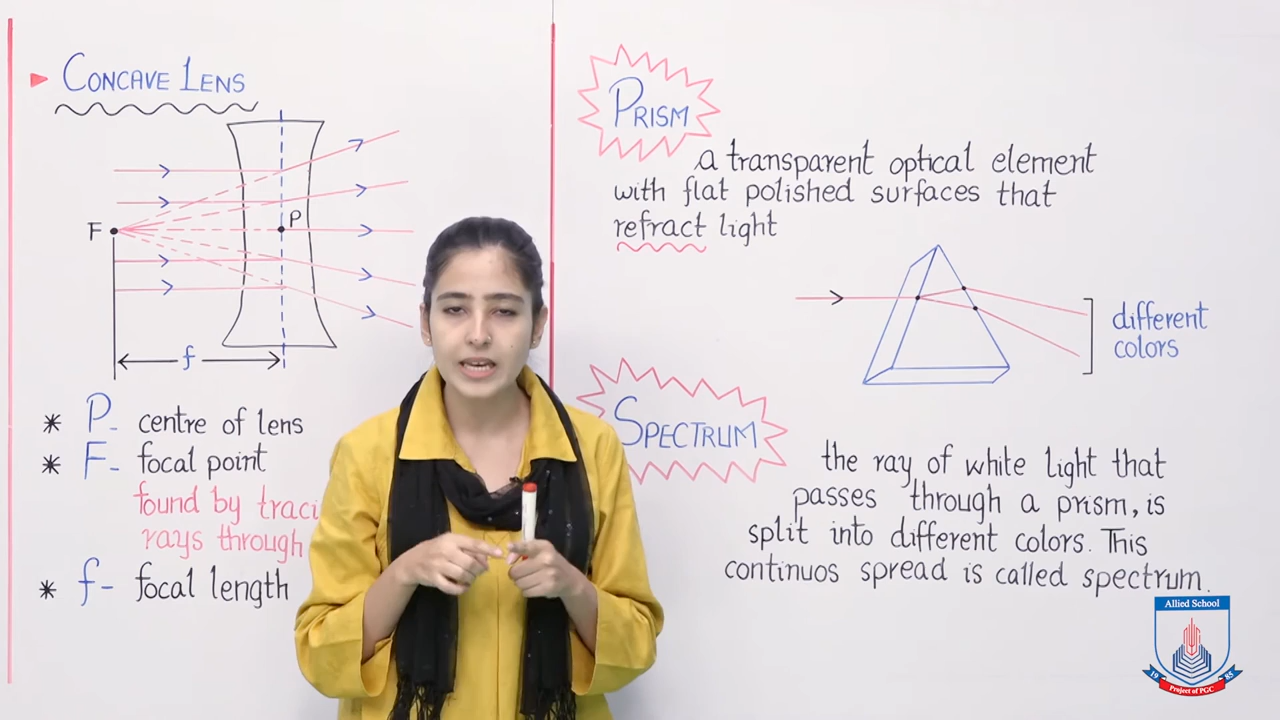 CONCAVE LENS
F
P
f
* P- centre of lens
* F- focal point
found by
rays through
* f- focal length
PRISM
a transparent optical element
with flat polished surfaces that
refract light
different
colors
SPECTRUM
the ray of white light that
passes through a prism, is
split into different colors. This
continuos spread is called spectrum.
Allied School
19 85
Project of PGC